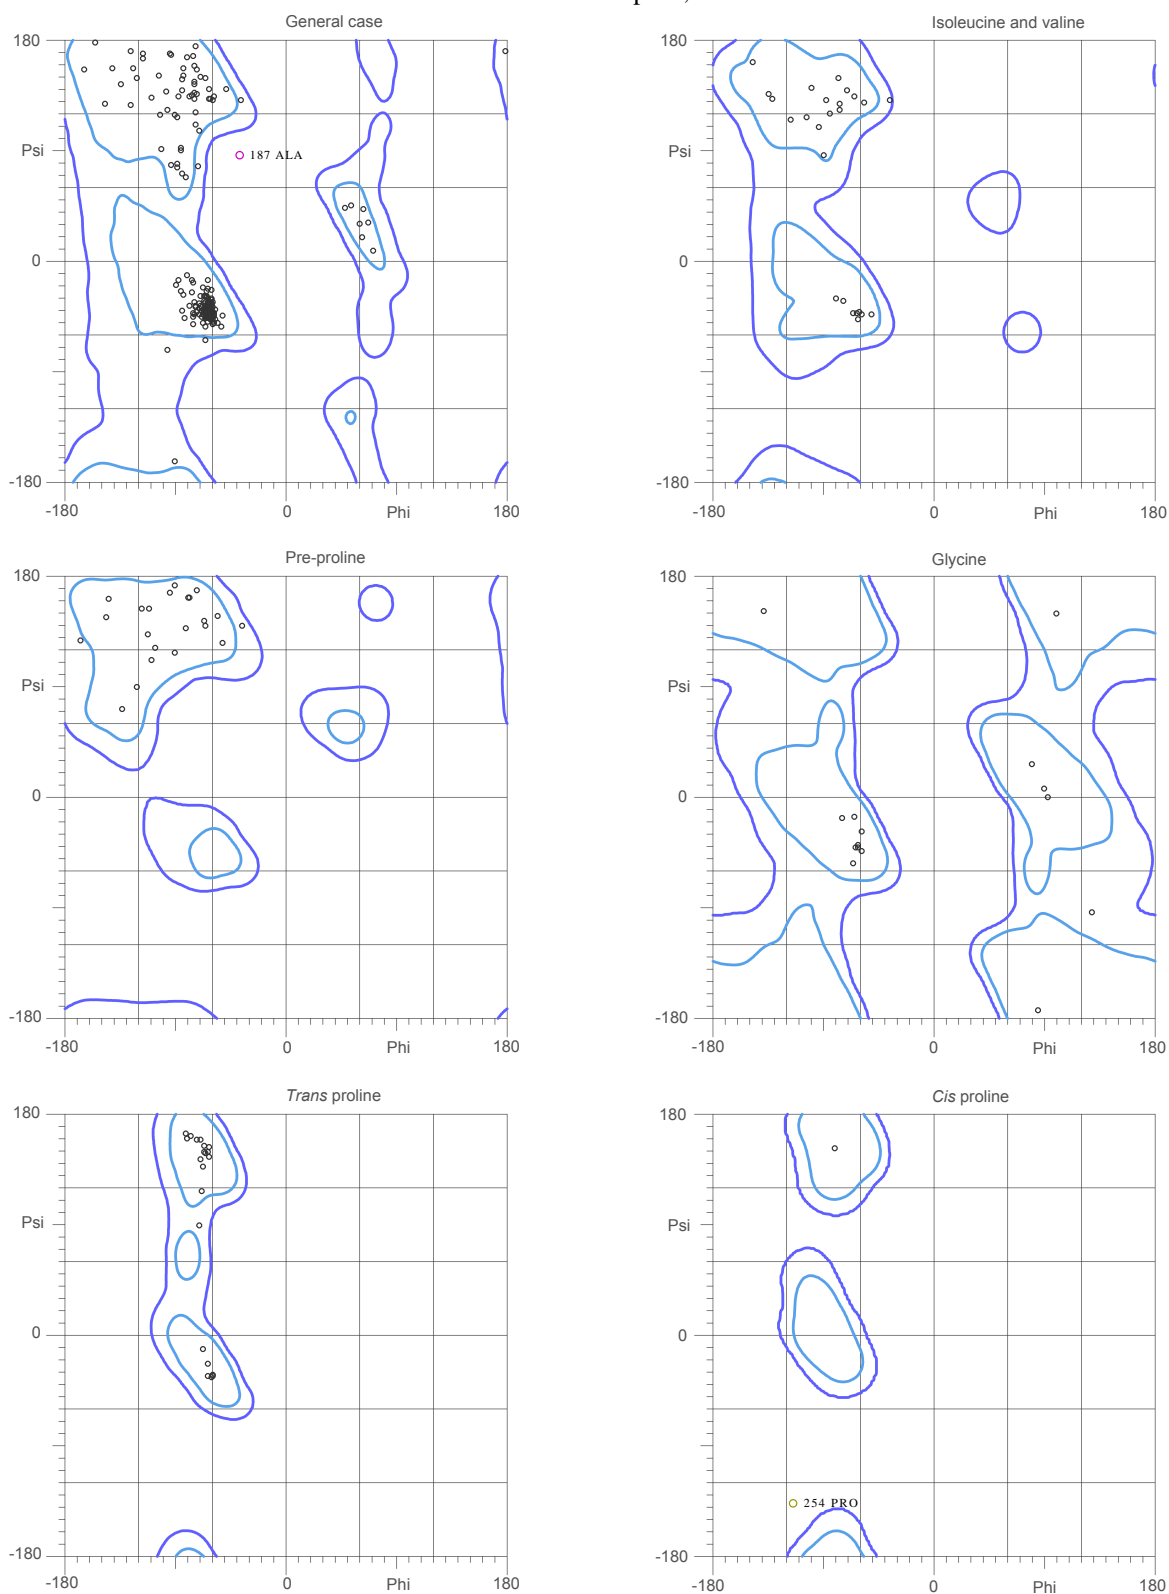 General case
180
Psi
0
-180
-180
0
Phi
180
187 ALA
Isoleucine and valine
180
Psi
0
-180
-180
0
Phi
180
Pre-proline
180
Psi
0
-180
-180
0
Phi
180
Glycine
180
Psi
0
-180
-180
0
Phi
180
Trans proline
180
Psi
0
-180
-180
0
Phi
180
Cis proline
180
Psi
0
-180
-180
0
Phi
180
254 PRO